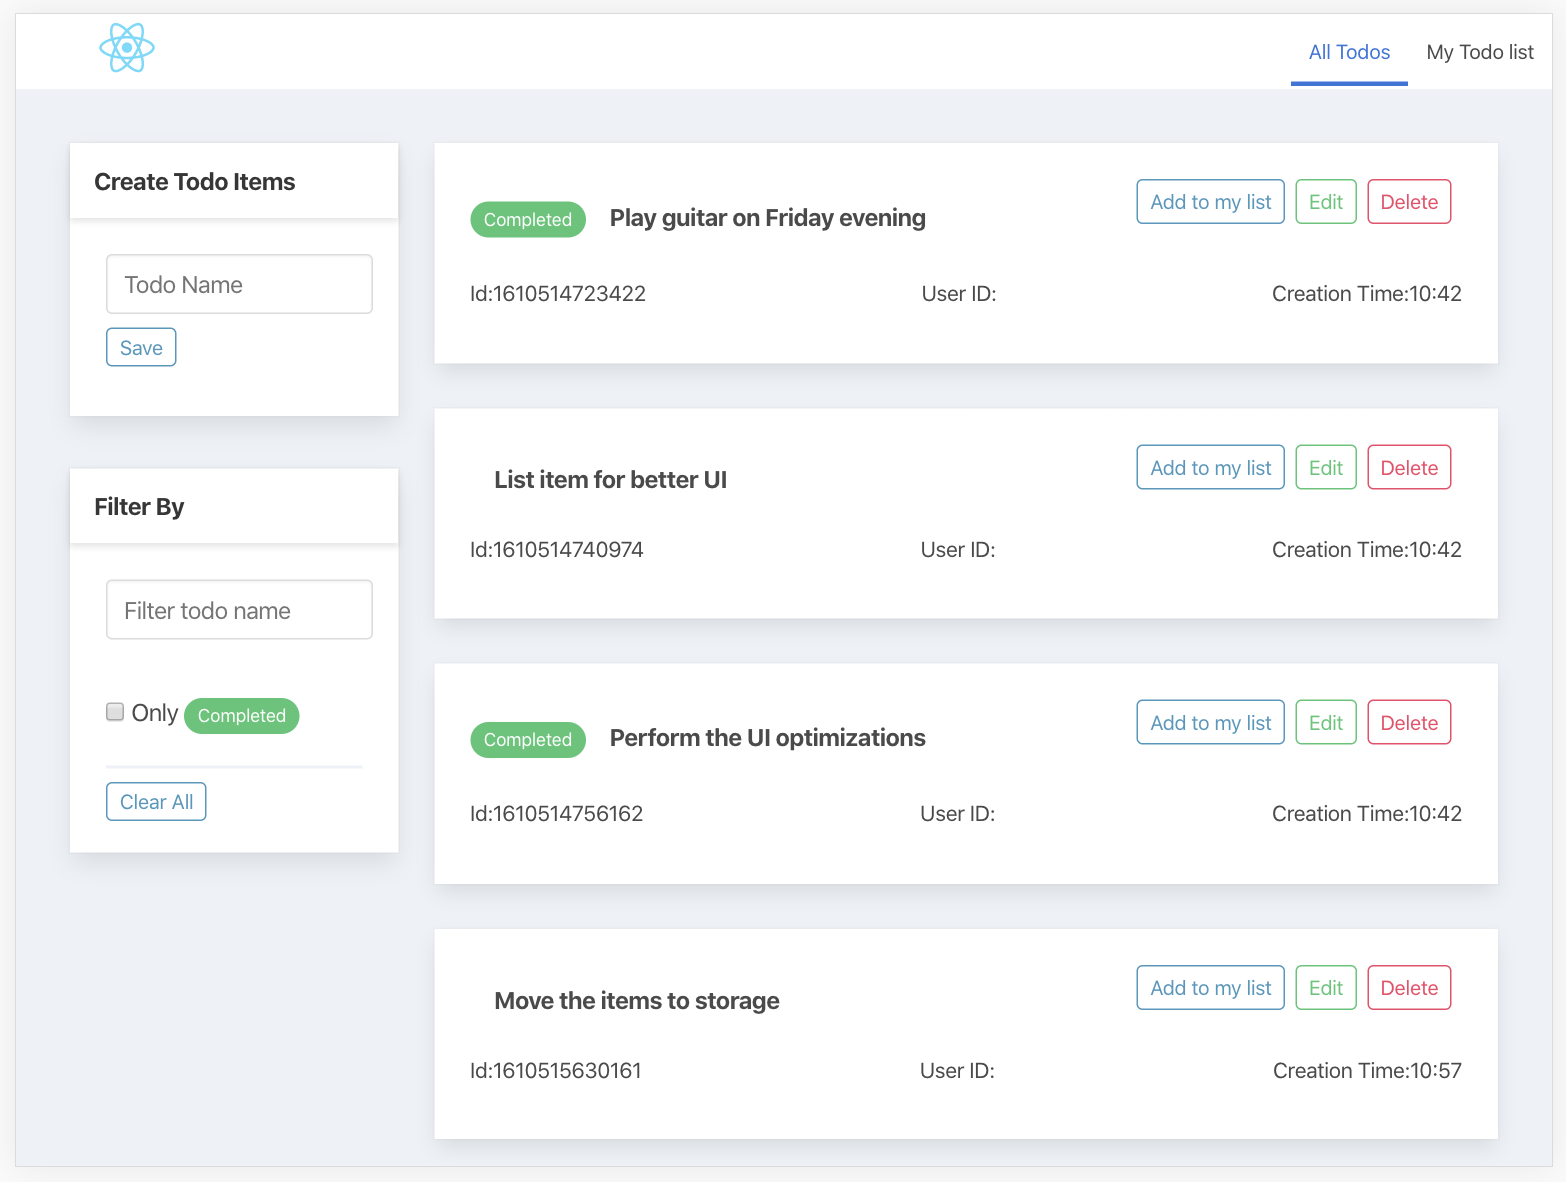 All Todos
My Todo list
Create Todo Items
Todo Name
Save
Filter By
Filter todo name
Only Completed
Clear All
Completed Play guitar on Friday evening
Add to my list Edit Delete
Id:1610514723422 User ID: Creation Time:10:42
List item for better UI
Add to my list Edit Delete
Id:1610514740974 User ID: Creation Time:10:42
Completed Perform the UI optimizations
Add to my list Edit Delete
Id:1610514756162 User ID: Creation Time:10:42
Move the items to storage
Add to my list Edit Delete
Id:1610515630161 User ID: Creation Time:10:57